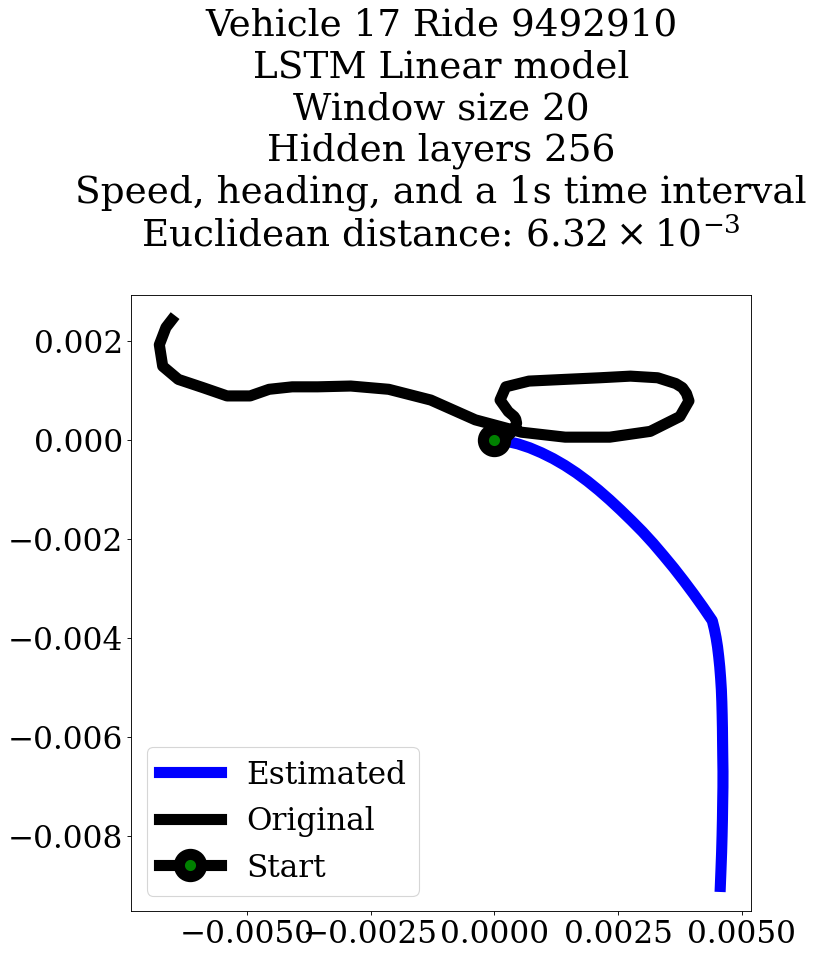 Vehicle 17 Ride 9492910
LSTM Linear model
Window size 20
Hidden layers 256
Speed, heading, and a 1s time interval
Euclidean distance: 6.32 × 10⁻³
0.002
0.000
−0.002
−0.004
−0.006
−0.008
Estimated
Original
Start
−0.0050 −0.0025 0.0000 0.0025 0.0050